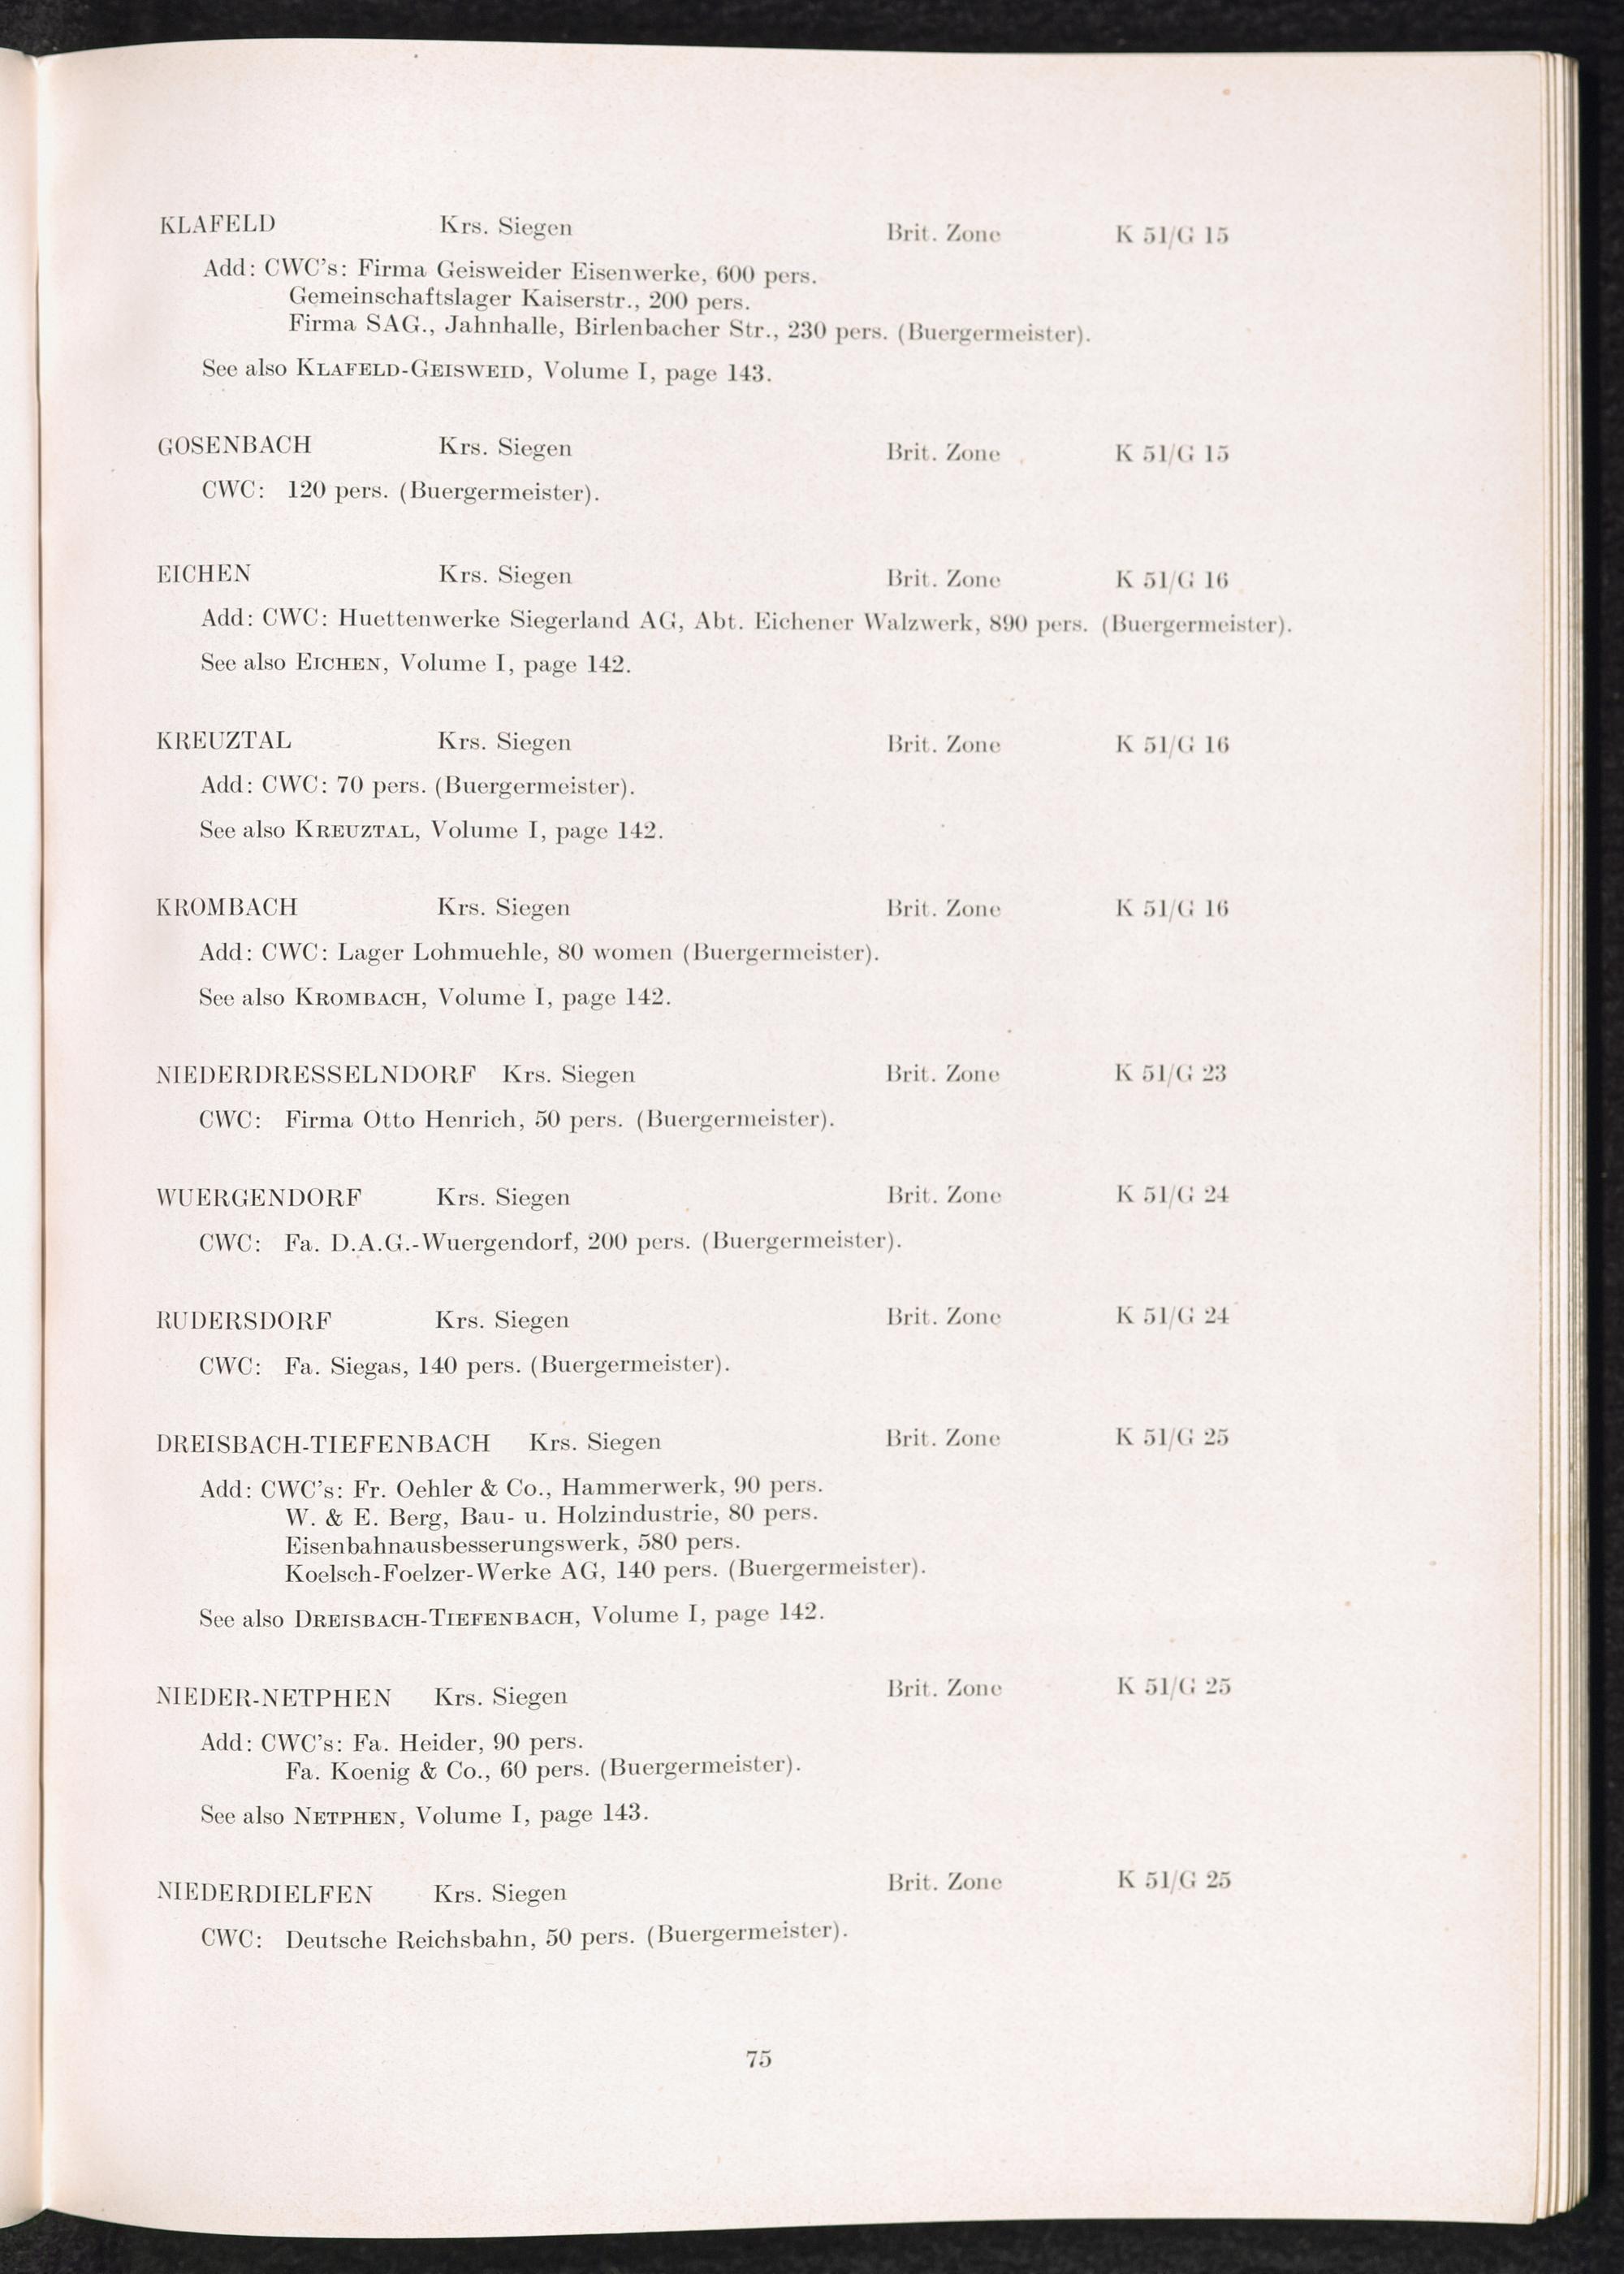 KLAFELD Krs. Siegen Brit. Zone K 51/G 15
Add: CWC's: Firma Geisweider Eisenwerke, 600 pers.
Gemeinschaftslager Kaiserstr., 200 pers.
Firma SAG., Jahnhalle, Birlenbacher Str., 230 pers. (Buergermeister).
See also KLAFELD-GEISWEID, Volume I, page 143.
GOSENBACH Krs. Siegen Brit. Zone K 51/G 15
CWC: 120 pers. (Buergermeister).
EICHEN Krs. Siegen Brit. Zone K 51/G 16
Add: CWC: Huettenwerke Siegerland AG, Abt. Eichener Walzwerk, 890 pers. (Buergermeister).
See also EICHEN, Volume I, page 142.
KREUZTAL Krs. Siegen Brit. Zone K 51/G 16
Add: CWC: 70 pers. (Buergermeister).
See also KREUZTAL, Volume I, page 142.
KROMBACH Krs. Siegen Brit. Zone K 51/G 16
Add: CWC: Lager Lohmuehle, 80 women (Buergermeister).
See also KROMBACH, Volume I, page 142.
NIEDERDRESSELNDORF Krs. Siegen Brit. Zone K 51/G 23
CWC: Firma Otto Henrich, 50 pers. (Buergermeister).
WUERGENDORF Krs. Siegen Brit. Zone K 51/G 24
CWC: Fa. D.A.G.-Wuergendorf, 200 pers. (Buergermeister).
RUDERSDORF Krs. Siegen Brit. Zone K 51/G 24
CWC: Fa. Siegas, 140 pers. (Buergermeister).
DREISBACH-TIEFENBACH Krs. Siegen Brit. Zone K 51/G 25
Add: CWC's: Fr. Oehler & Co., Hammerwerk, 90 pers.
W. & E. Berg, Bau- u. Holzindustrie, 80 pers.
Eisenbahnausbesserungswerk, 580 pers.
Koelsch-Foelzer-Werke AG, 140 pers. (Buergermeister).
See also DREISBACH-TIEFENBACH, Volume I, page 142.
NIEDER-NETPHEN Krs. Siegen Brit. Zone K 51/G 25
Add: CWC's: Fa. Heider, 90 pers.
Fa. Koenig & Co., 60 pers. (Buergermeister).
See also NETPHEN, Volume I, page 143.
NIEDERDIELFEN Krs. Siegen Brit. Zone K 51/G 25
CWC: Deutsche Reichsbahn, 50 pers. (Buergermeister).
75